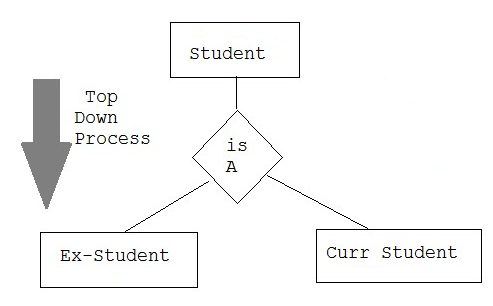 Student
Top
Down
Process
is
A
Ex-Student
Curr Student